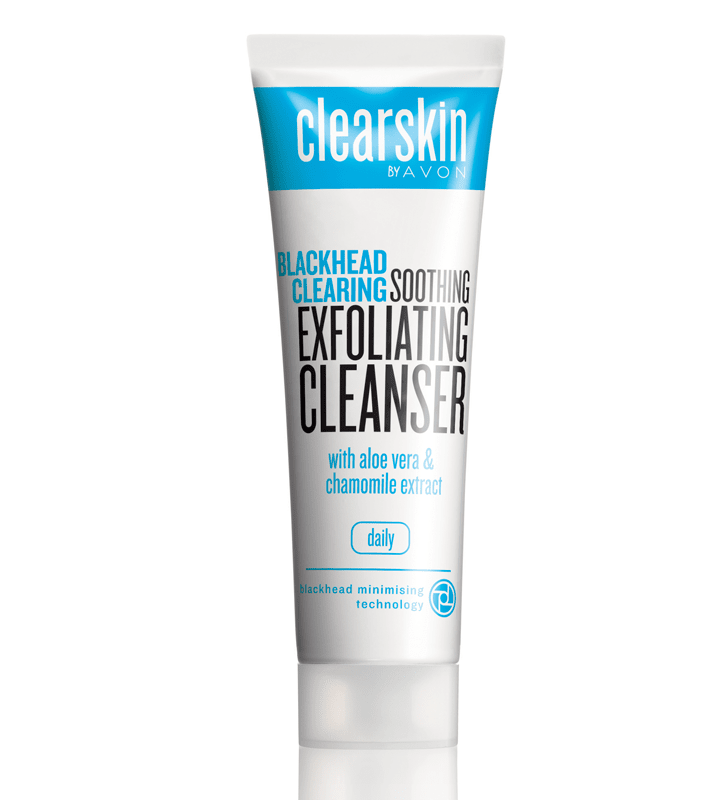 clearskin
BY AVON
BLACKHEAD
CLEARING SOOTHING
EXFOLIATING
CLEANSER
with aloe vera &
chamomile extract
daily
blackhead minimising
technology